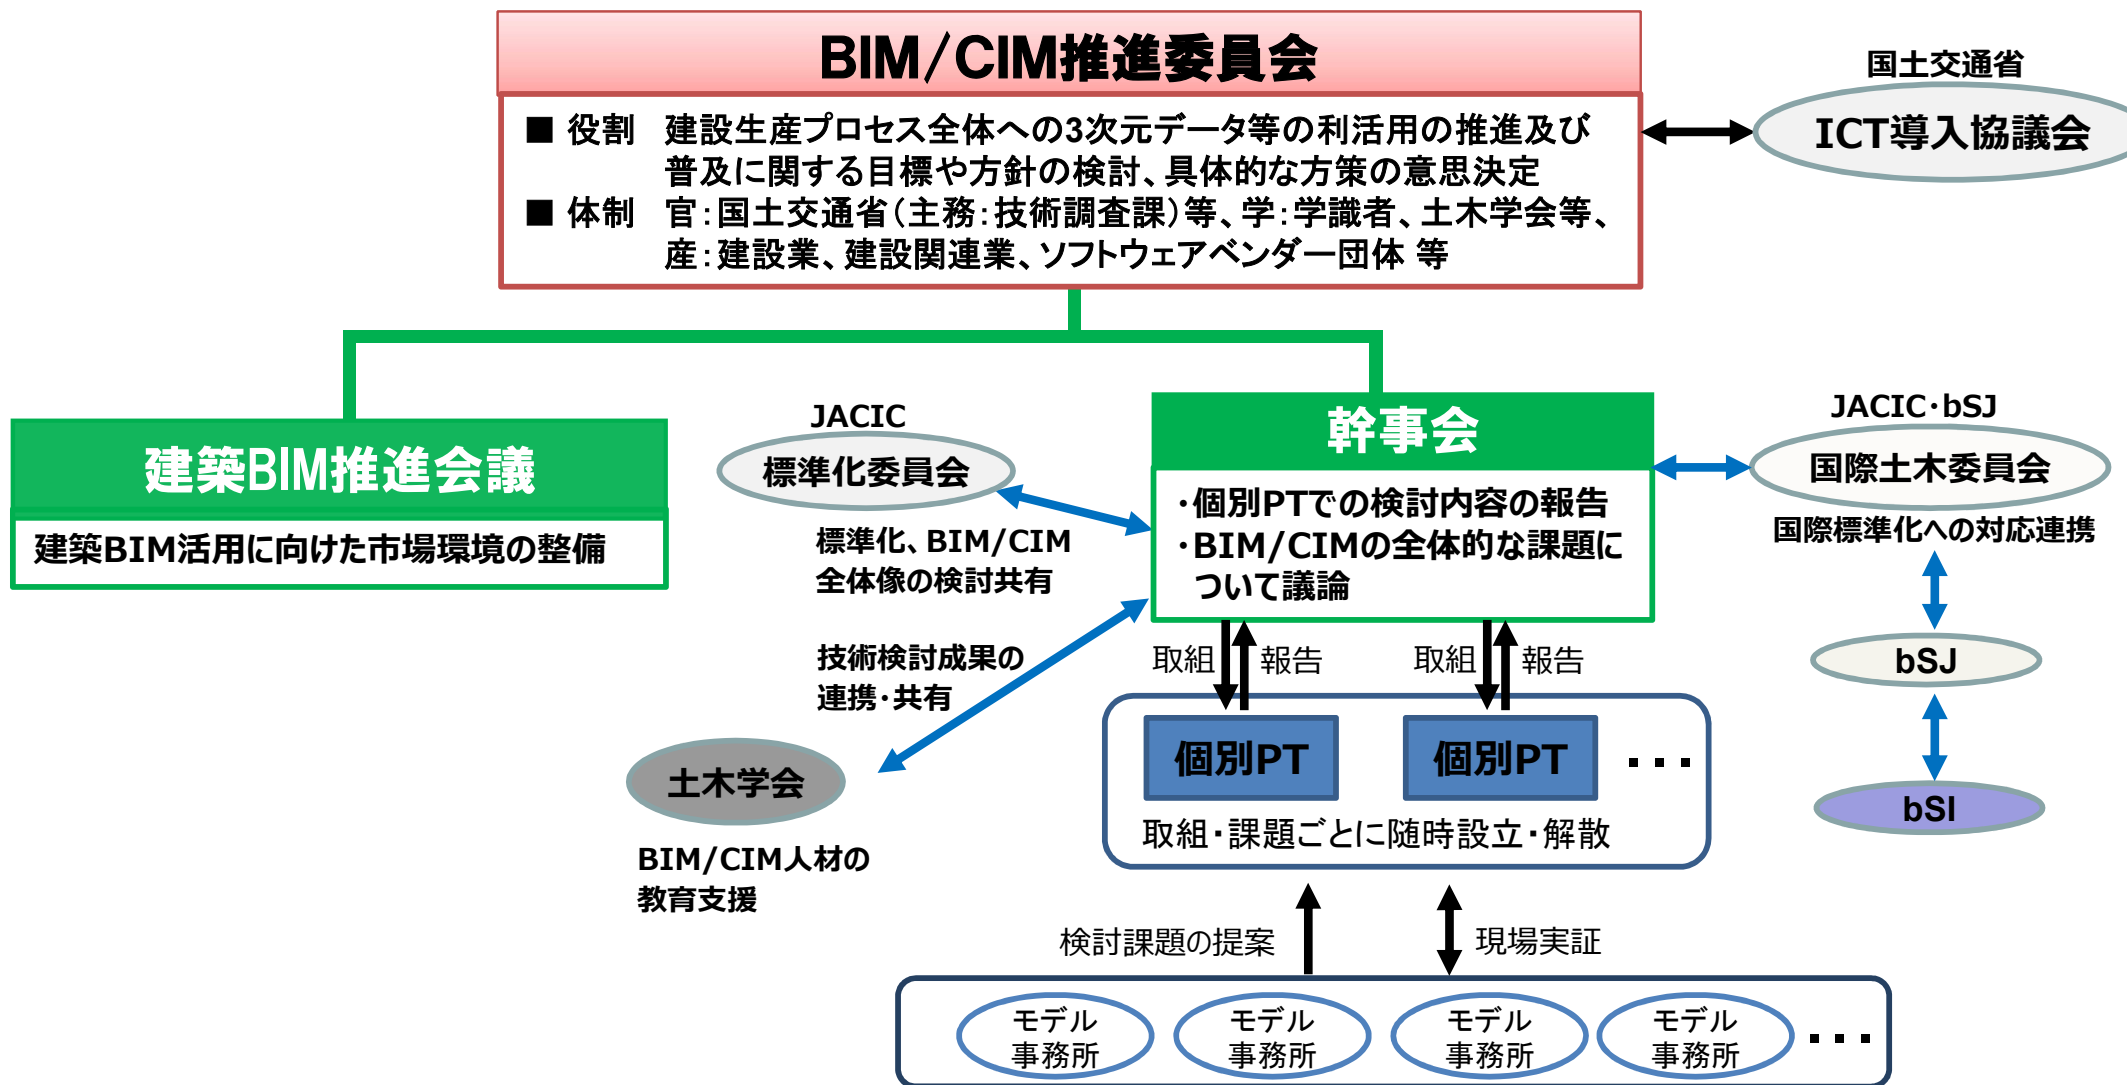 BIM/CIM推進委員会
■ 役割 建設生産プロセス全体への3次元データ等の利活用の推進及び
普及に関する目標や方針の検討、具体的な方策の意思決定
■ 体制 官：国土交通省（主務：技術調査課）等、学：学識者、土木学会等、
産：建設業、建設関連業、ソフトウェアベンダー団体 等
国土交通省
ICT導入協議会
建築BIM推進会議
建築BIM活用に向けた市場環境の整備
JACIC
標準化委員会
標準化、BIM/CIM
全体像の検討共有
技術検討成果の
連携・共有
土木学会
BIM/CIM人材の
教育支援
幹事会
・個別PTでの検討内容の報告
・BIM/CIMの全体的な課題に
ついて議論
JACIC・bSJ
国際土木委員会
国際標準化への対応連携
bSJ
bSI
取組 報告 取組 報告
個別PT 個別PT ・・・
取組・課題ごとに随時設立・解散
検討課題の提案 現場実証
モデル モデル モデル モデル
事務所 事務所 事務所 事務所 ・・・